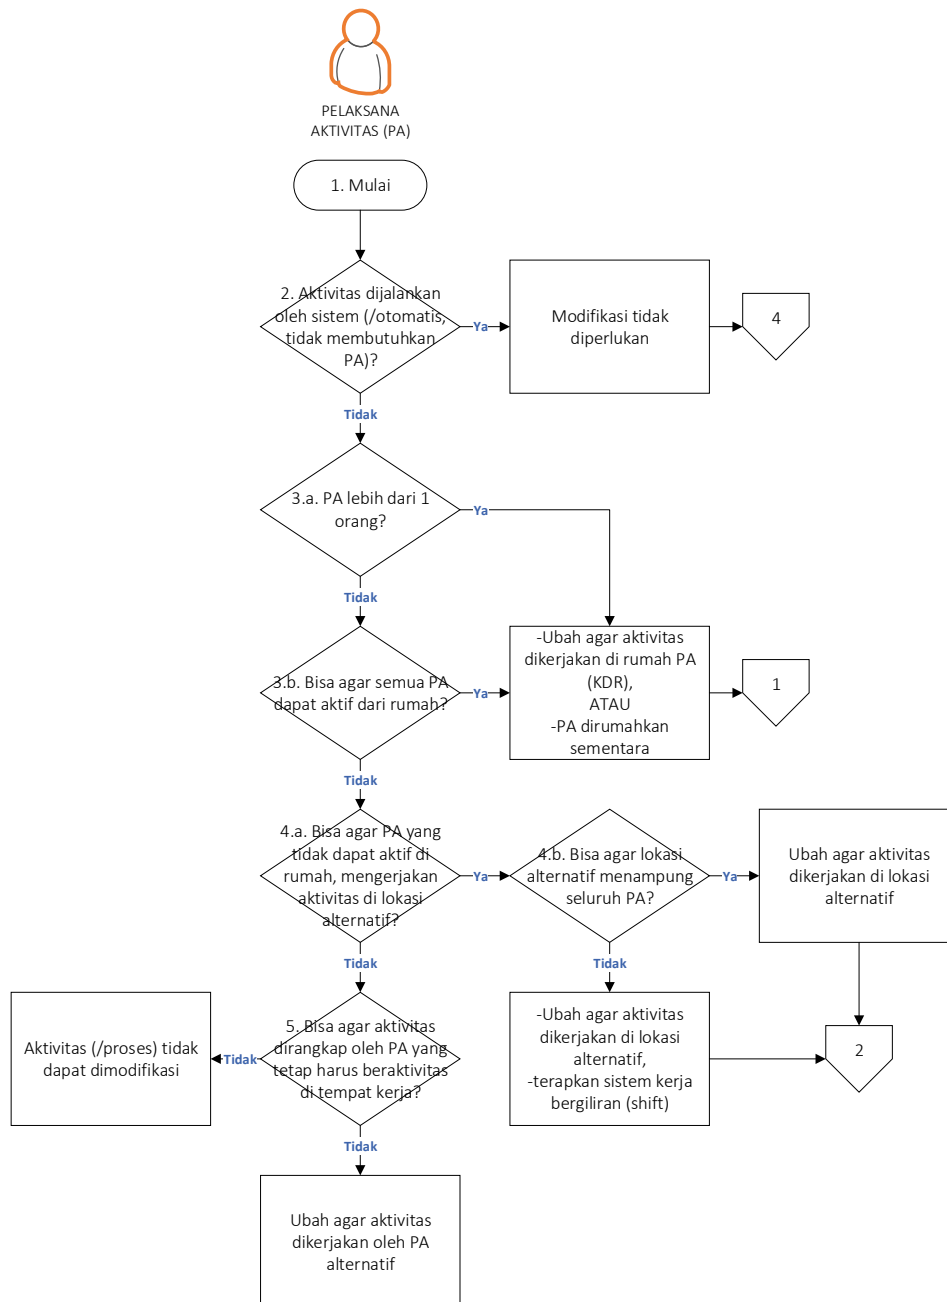 PELAKSANA
AKTIVITAS (PA)
1. Mulai
2. Aktivitas dijalankan
oleh sistem (/otomatis,
tidak membutuhkan
PA)?
Ya
Modifikasi tidak
diperlukan
4
Tidak
3.a. PA lebih dari 1
orang?
Ya
Tidak
3.b. Bisa agar semua PA
dapat aktif dari rumah?
Ya
-Ubah agar aktivitas
dikerjakan di rumah PA
(KDR),
ATAU
-PA dirumahkan
sementara
1
Tidak
4.a. Bisa agar PA yang
tidak dapat aktif di
rumah, mengerjakan
aktivitas di lokasi
alternatif?
Ya
4.b. Bisa agar lokasi
alternatif menampung
seluruh PA?
Ya
Ubah agar aktivitas
dikerjakan di lokasi
alternatif
Tidak
Tidak
Aktivitas (/proses) tidak
dapat dimodifikasi
Tidak
5. Bisa agar aktivitas
dirangkap oleh PA yang
tetap harus beraktivitas
di tempat kerja?
-Ubah agar aktivitas
dikerjakan di lokasi
alternatif,
-terapkan sistem kerja
bergiliran (shift)
2
Tidak
Ubah agar aktivitas
dikerjakan oleh PA
alternatif